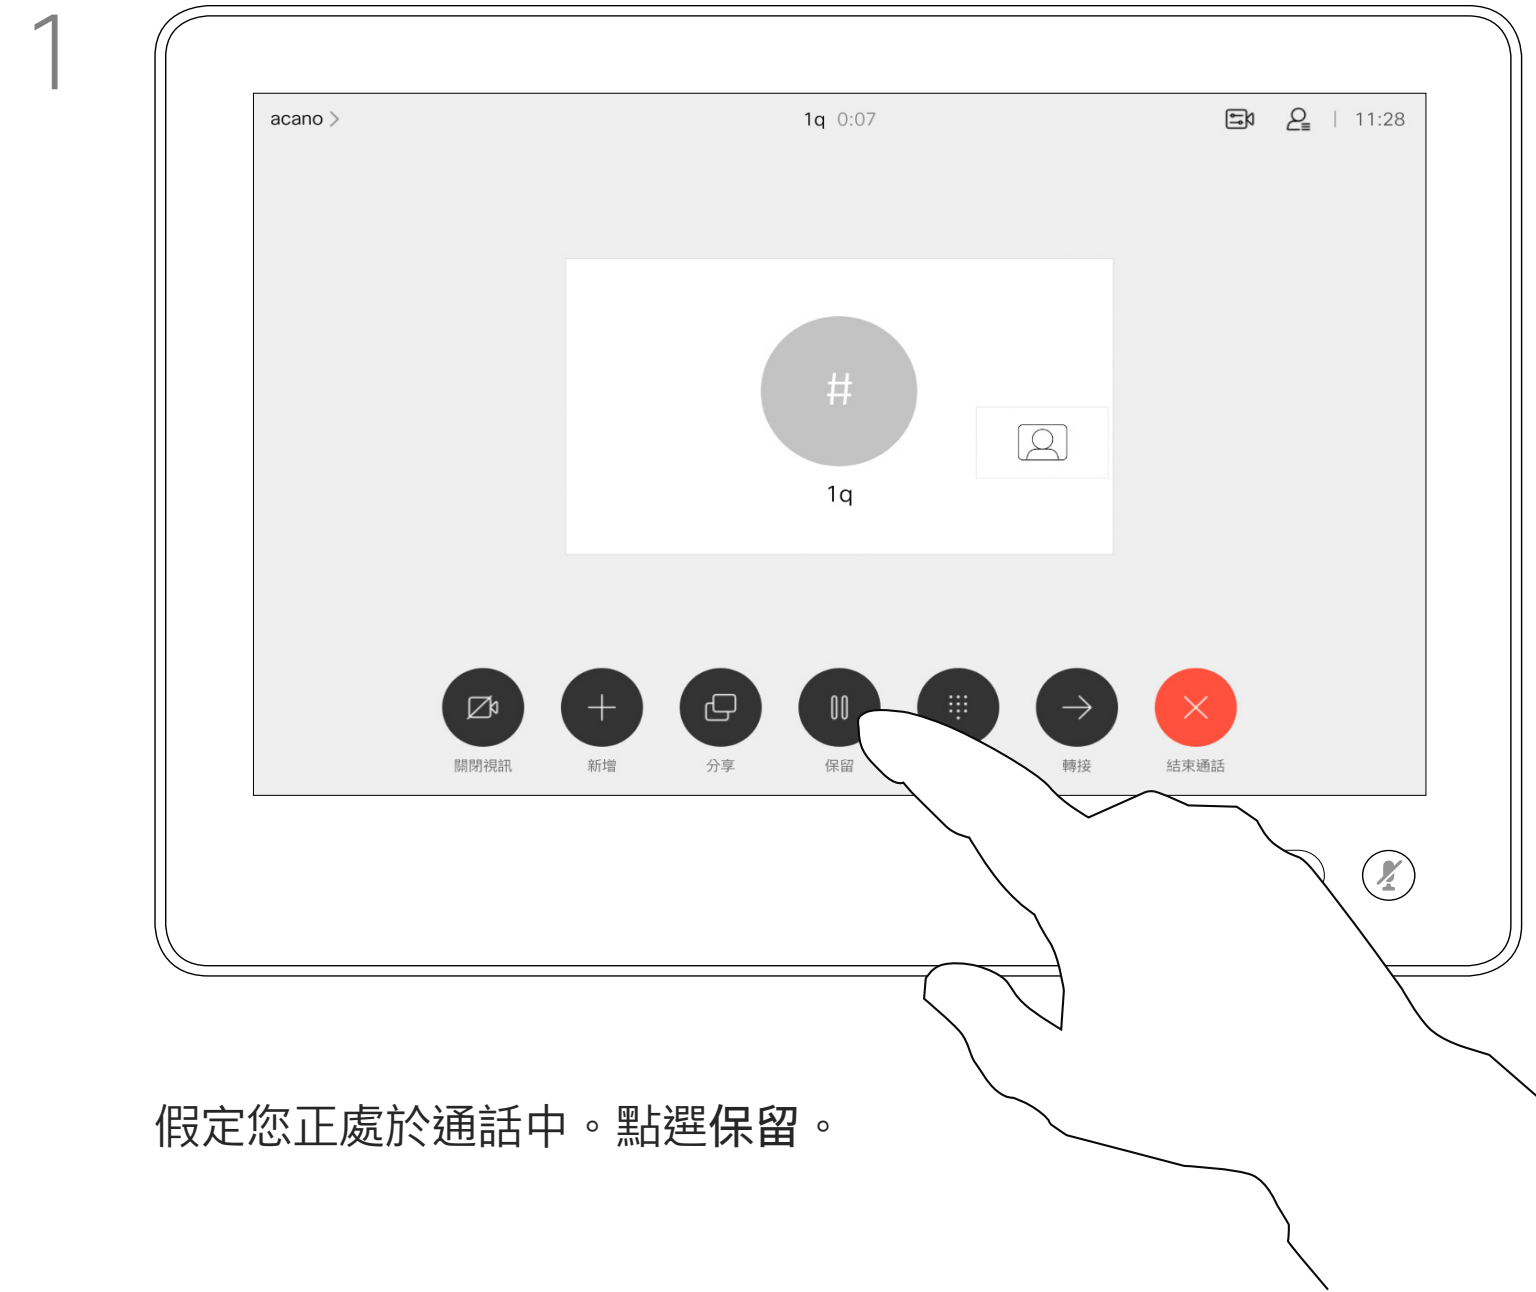 1
acano >
1q 0:07
11:28
#
1q
關閉視訊
新增
分享
保留
轉接
結束通話
假定您正處於通話中。點選保留。